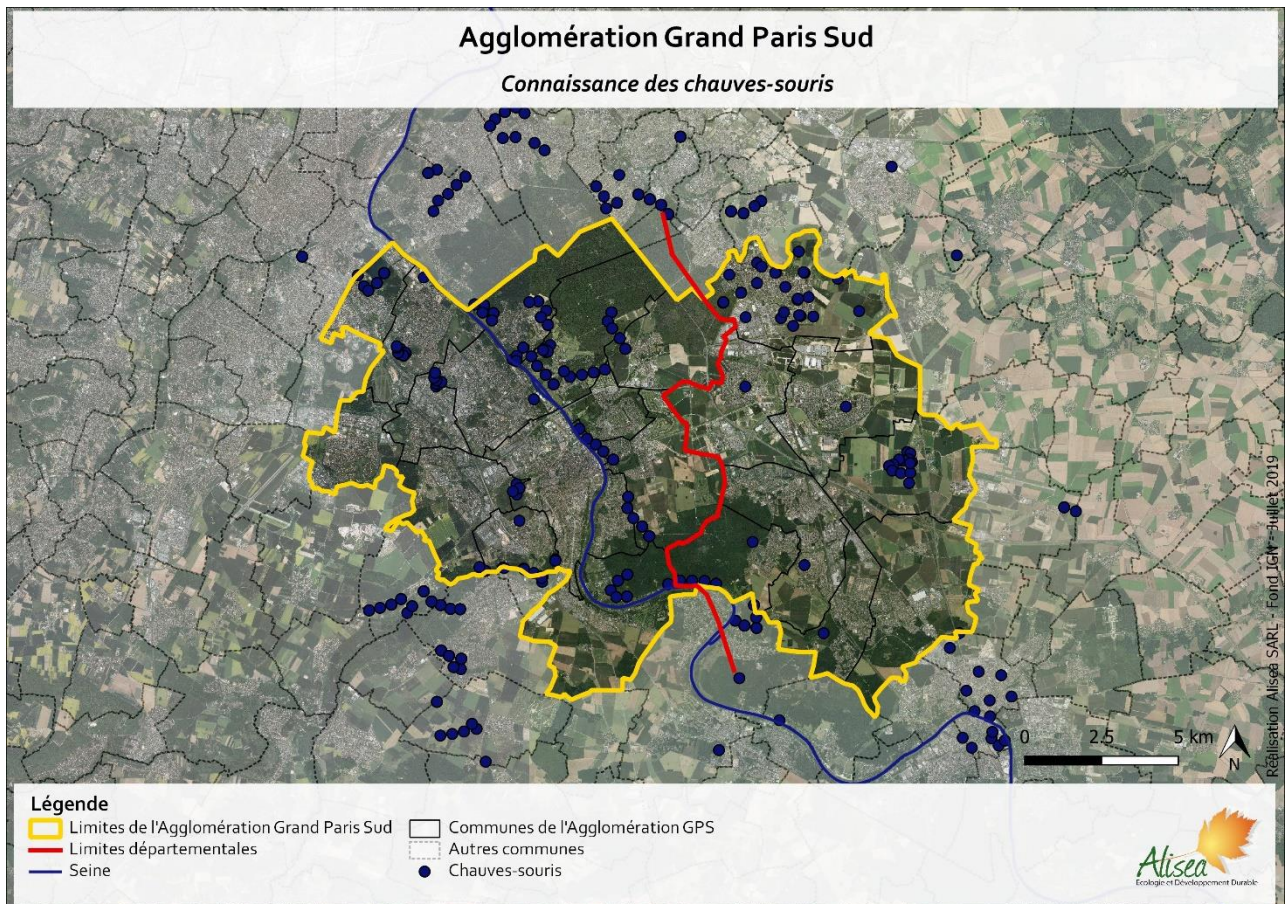 Agglomération Grand Paris Sud
Connaissance des chauves-souris
Réalisation Alisea SARL - Fond IGN - Juillet 2019
0 2.5 5 km
N
Légende
Limites de l'Agglomération Grand Paris Sud
Limites départementales
Seine
Communes de l'Agglomération GPS
Autres communes
Chauves-souris
Alisea
Ecologie et Développement Durable